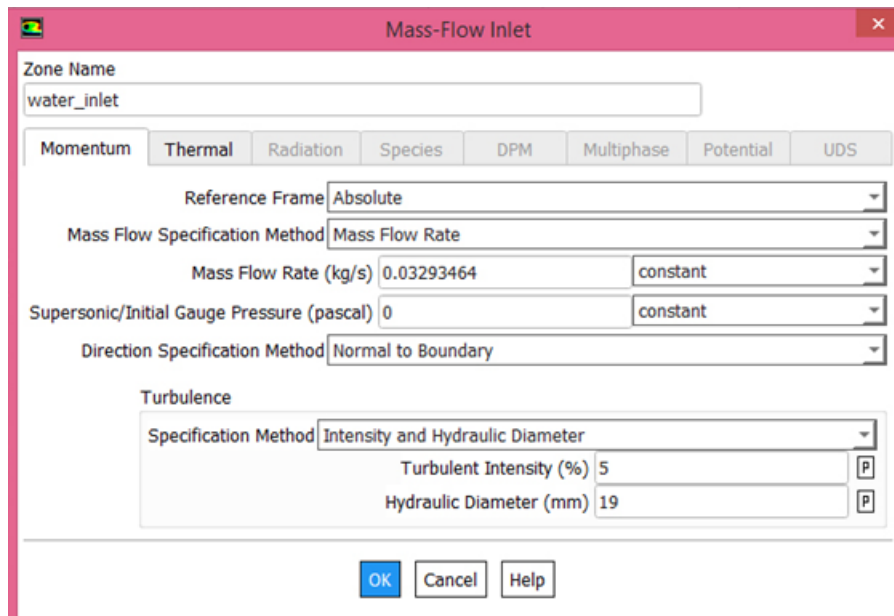 Mass-Flow Inlet
×
Zone Name
water_inlet
Momentum Thermal Radiation Species DPM Multiphase Potential UDS
Reference Frame Absolute
Mass Flow Specification Method Mass Flow Rate
Mass Flow Rate (kg/s) 0.03293464 constant
Supersonic/Initial Gauge Pressure (pascal) 0 constant
Direction Specification Method Normal to Boundary
Turbulence
Specification Method Intensity and Hydraulic Diameter
Turbulent Intensity (%) 5 P
Hydraulic Diameter (mm) 19 P
OK Cancel Help